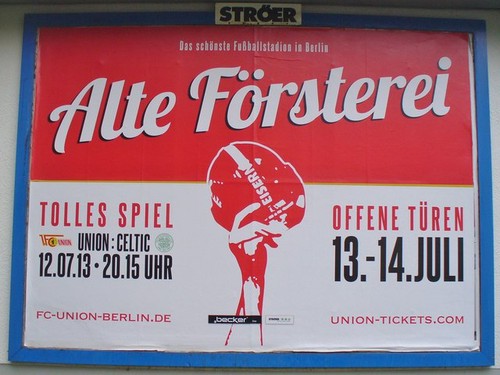 STRÖER
Das schönste Fußballstadion in Berlin
Alte Försterei
EISERN
TOLLES SPIEL
UNION UNION : CELTIC
12.07.13 · 20.15 UHR
FC-UNION-BERLIN.DE
OFFENE TÜREN
13.-14.JULI
UNION-TICKETS.COM
becker